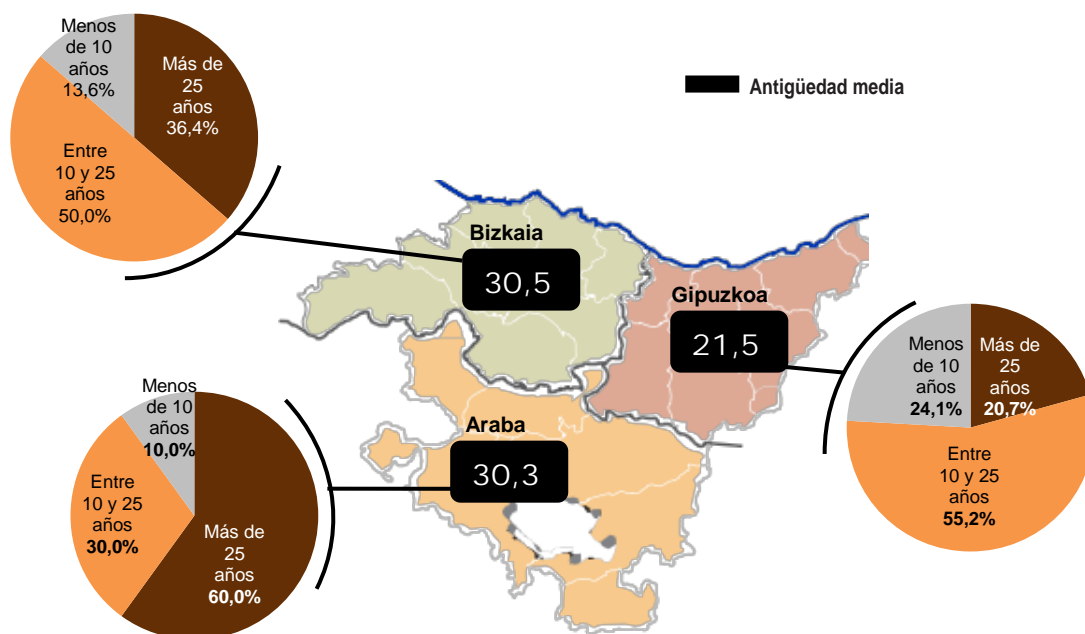 Menos
de 10
años
13,6%
Más de
25
años
36,4%
Entre
10 y 25
años
50,0%
Antigüedad media
Bizkaia
30,5
Gipuzkoa
21,5
Araba
30,3
Menos
de 10
años
24,1%
Más de
25
años
20,7%
Entre
10 y 25
años
55,2%
Menos
de 10
años
10,0%
Entre
10 y 25
años
30,0%
Más de
25
años
60,0%